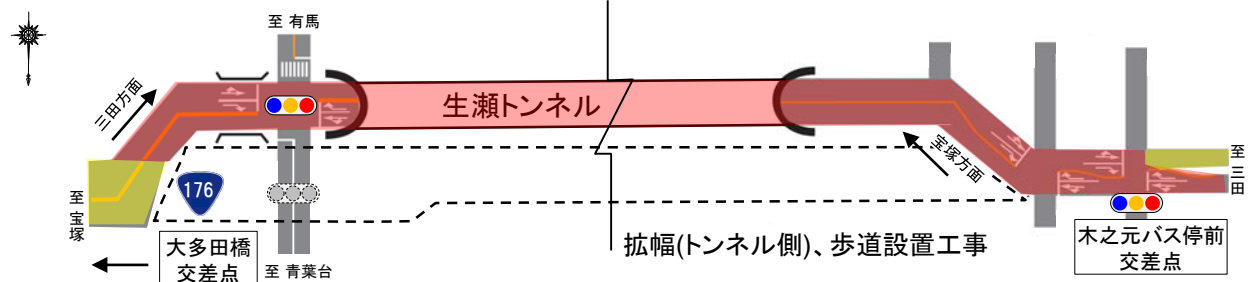 至 有馬
三田方面
生瀬トンネル
宝塚方面
至三田
176
至宝塚
大多田橋
交差点
至 青葉台
拡幅(トンネル側)、歩道設置工事
木之元バス停前
交差点